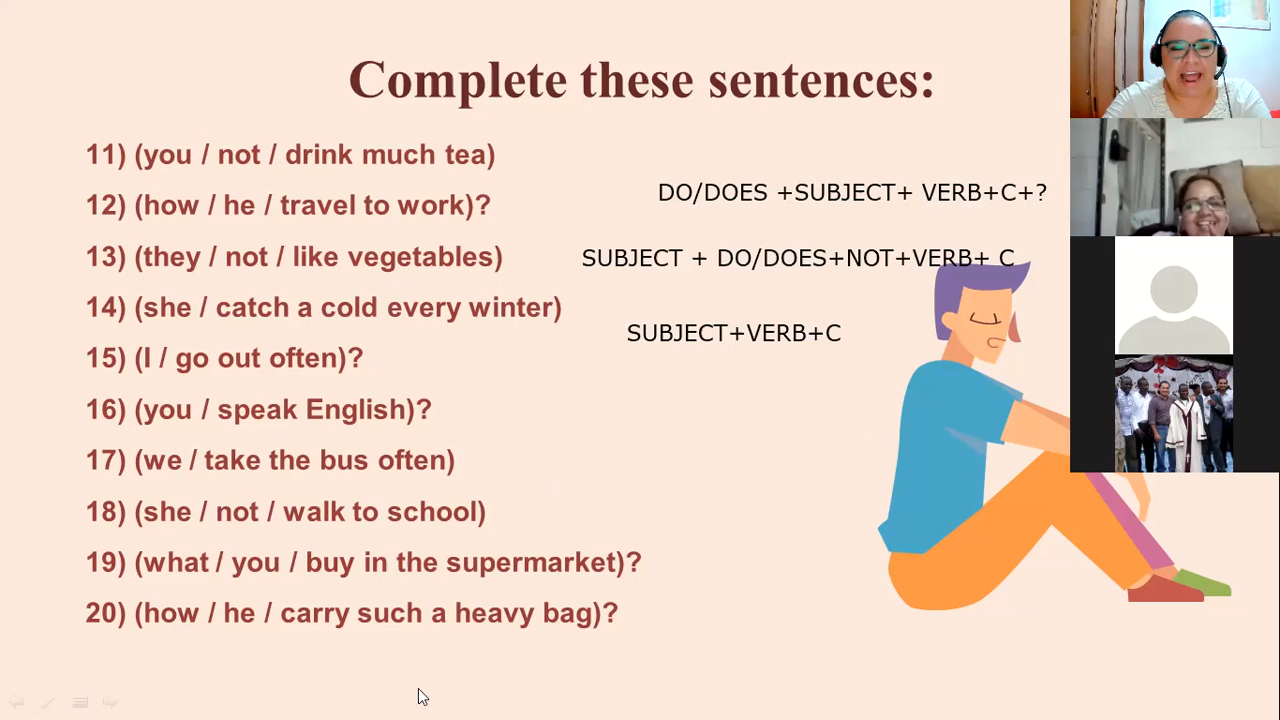 Complete these sentences:
11) (you / not / drink much tea)
12) (how / he / travel to work)?
13) (they / not / like vegetables)
14) (she / catch a cold every winter)
15) (I / go out often)?
16) (you / speak English)?
17) (we / take the bus often)
18) (she / not / walk to school)
19) (what / you / buy in the supermarket)?
20) (how / he / carry such a heavy bag)?
DO/DOES +SUBJECT+ VERB+C+?
SUBJECT + DO/DOES+NOT+VERB+ C
SUBJECT+VERB+C